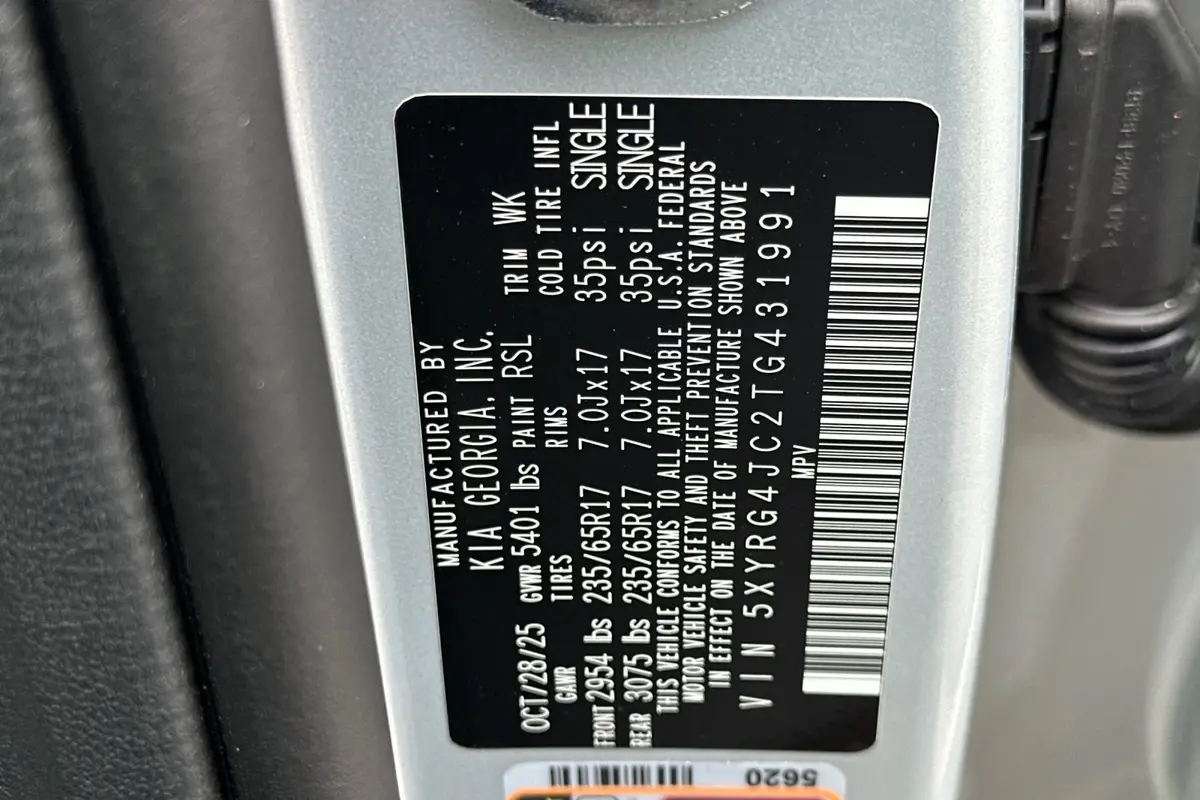 MANUFACTURED BY
KIA GEORGIA, INC.
OCT/28/25 GVWR 5401 lbs PAINT RSL TRIM WK
GAWR TIRES RIMS COLD TIRE INFL
FRONT 2954 lbs 235/65R17 7.0Jx17 35psi SINGLE
REAR 3075 lbs 235/65R17 7.0Jx17 35psi SINGLE
THIS VEHICLE CONFORMS TO ALL APPLICABLE U.S.A. FEDERAL
MOTOR VEHICLE SAFETY AND THEFT PREVENTION STANDARDS
IN EFFECT ON THE DATE OF MANUFACTURE SHOWN ABOVE
VIN 5XYRG4JC2TG431991
MPV
5620